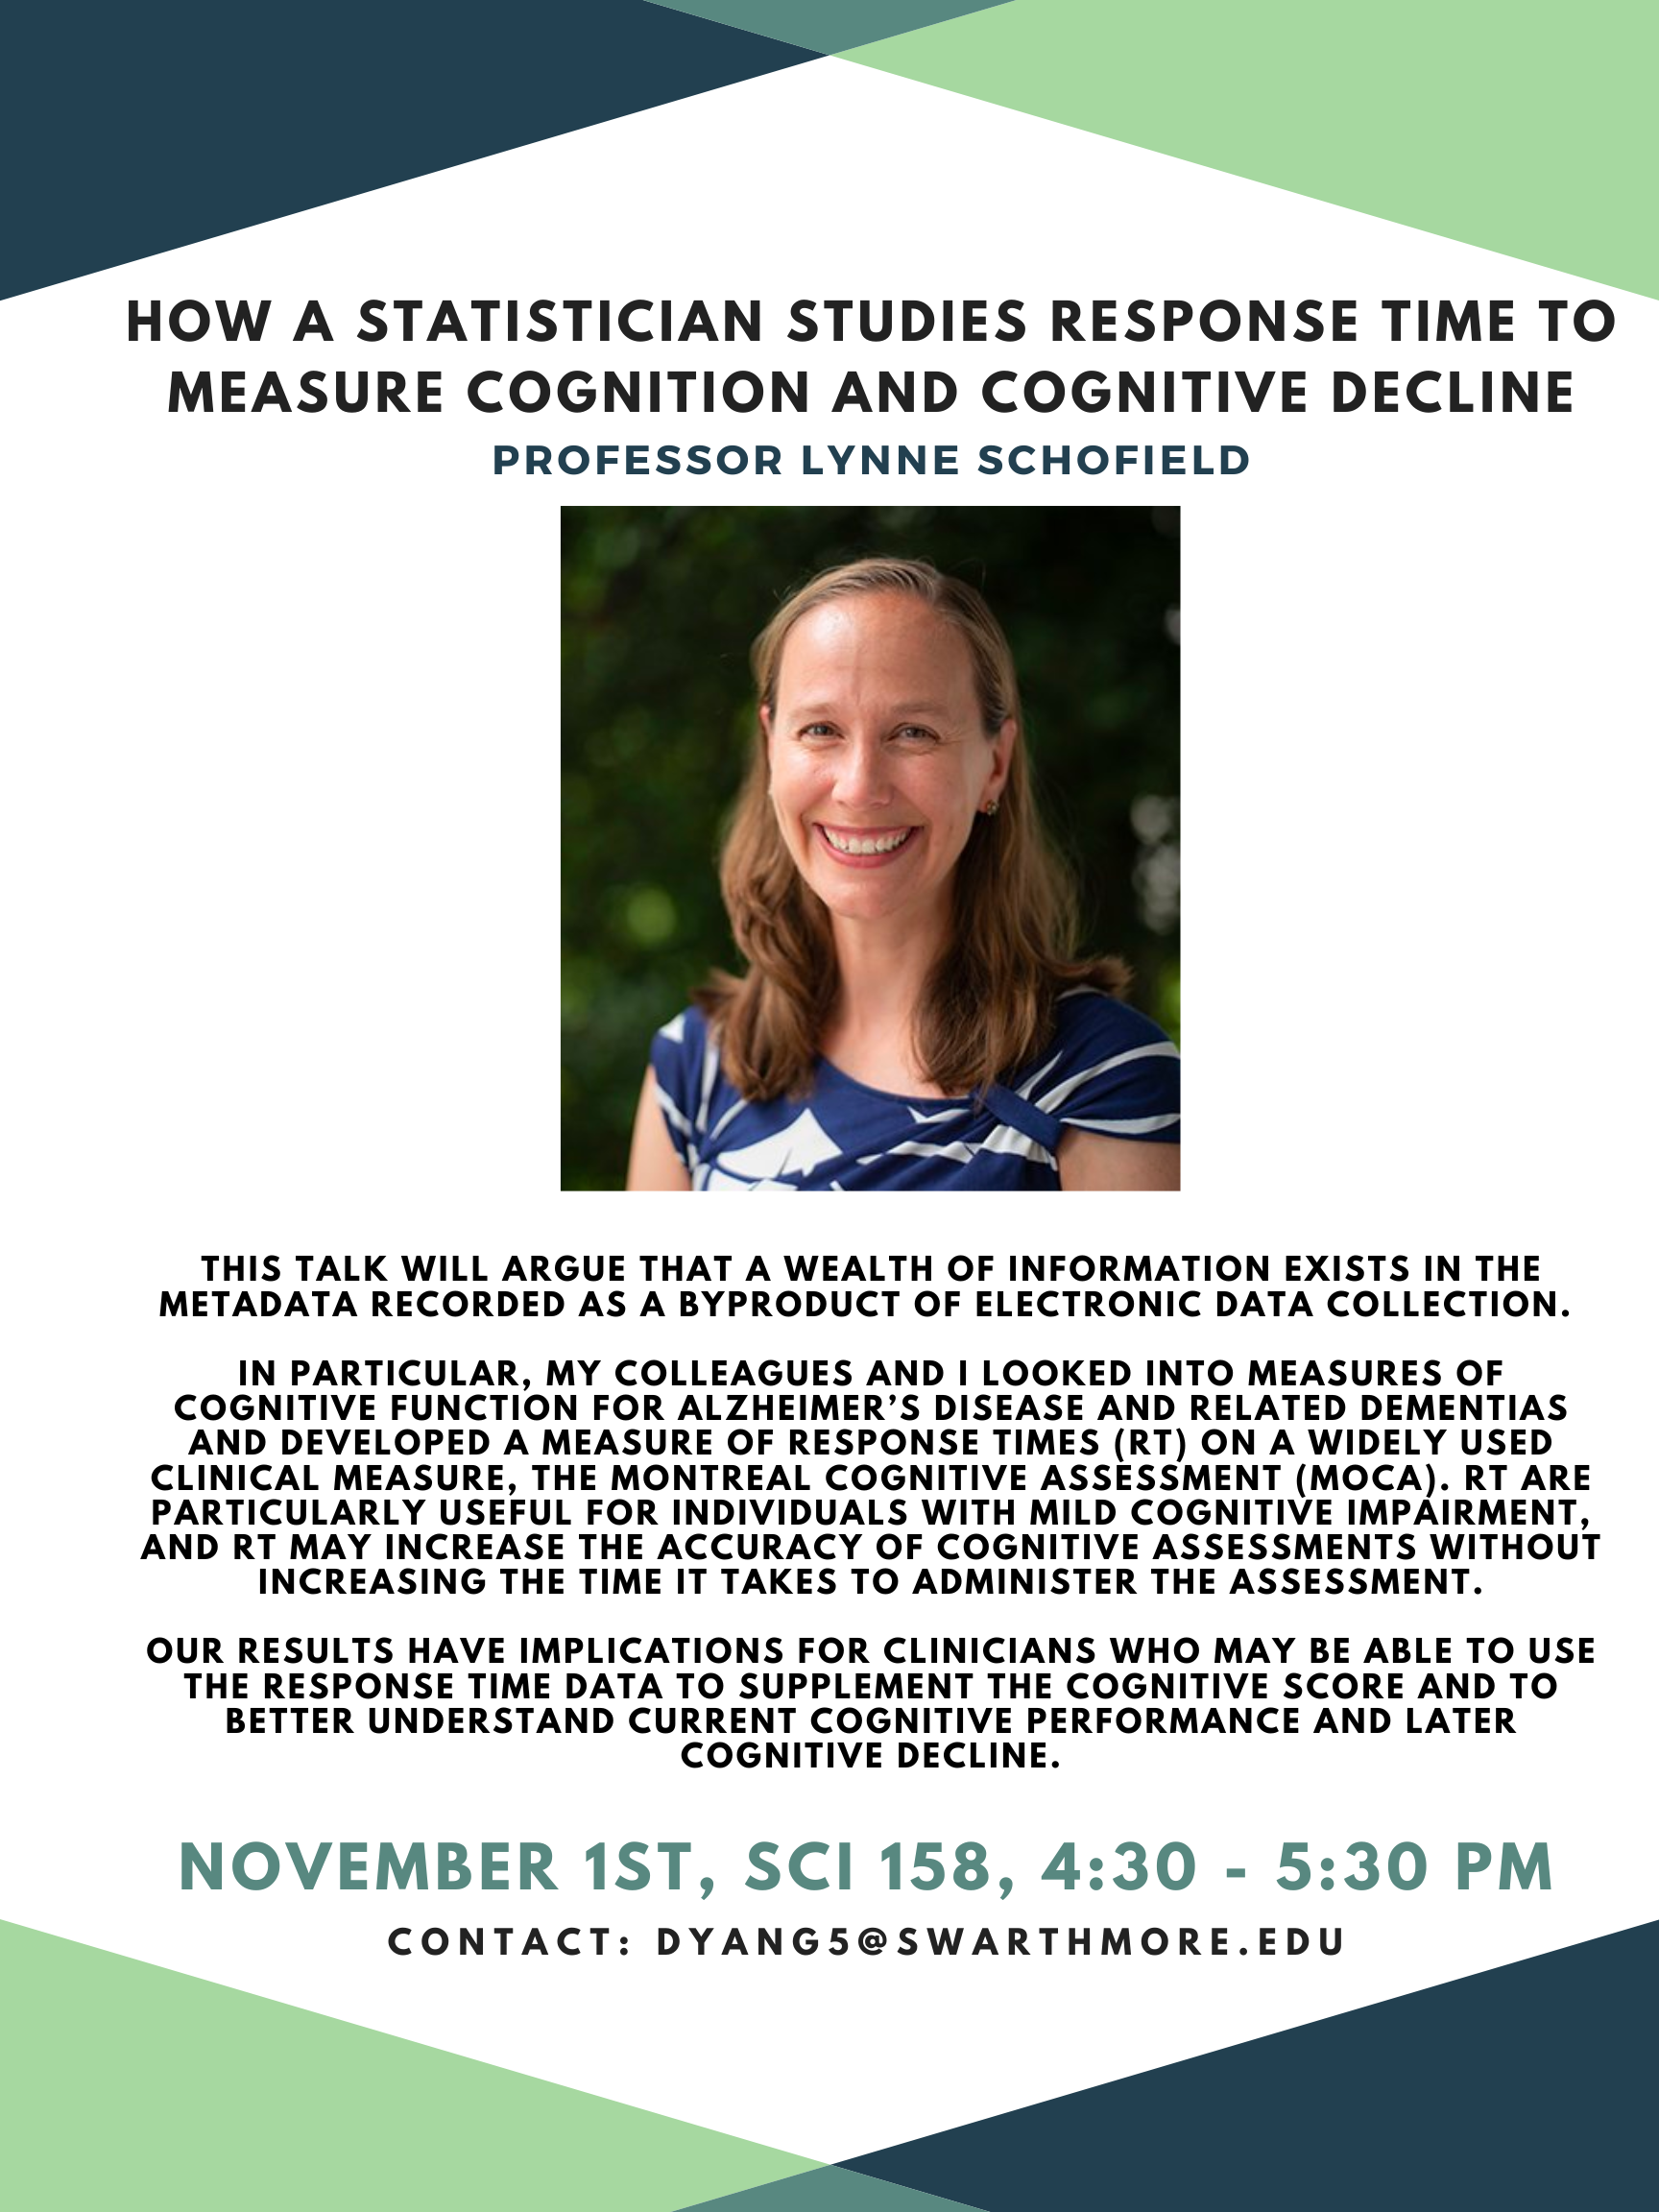 HOW A STATISTICIAN STUDIES RESPONSE TIME TO
MEASURE COGNITION AND COGNITIVE DECLINE
PROFESSOR LYNNE SCHOFIELD
THIS TALK WILL ARGUE THAT A WEALTH OF INFORMATION EXISTS IN THE
METADATA RECORDED AS A BYPRODUCT OF ELECTRONIC DATA COLLECTION.
IN PARTICULAR, MY COLLEAGUES AND I LOOKED INTO MEASURES OF
COGNITIVE FUNCTION FOR ALZHEIMER’S DISEASE AND RELATED DEMENTIAS
AND DEVELOPED A MEASURE OF RESPONSE TIMES (RT) ON A WIDELY USED
CLINICAL MEASURE, THE MONTREAL COGNITIVE ASSESSMENT (MOCA). RT ARE
PARTICULARLY USEFUL FOR INDIVIDUALS WITH MILD COGNITIVE IMPAIRMENT,
AND RT MAY INCREASE THE ACCURACY OF COGNITIVE ASSESSMENTS WITHOUT
INCREASING THE TIME IT TAKES TO ADMINISTER THE ASSESSMENT.
OUR RESULTS HAVE IMPLICATIONS FOR CLINICIANS WHO MAY BE ABLE TO USE
THE RESPONSE TIME DATA TO SUPPLEMENT THE COGNITIVE SCORE AND TO
BETTER UNDERSTAND CURRENT COGNITIVE PERFORMANCE AND LATER
COGNITIVE DECLINE.
NOVEMBER 1ST, SCI 158, 4:30 - 5:30 PM
CONTACT: DYANG5@SWARTHMORE.EDU